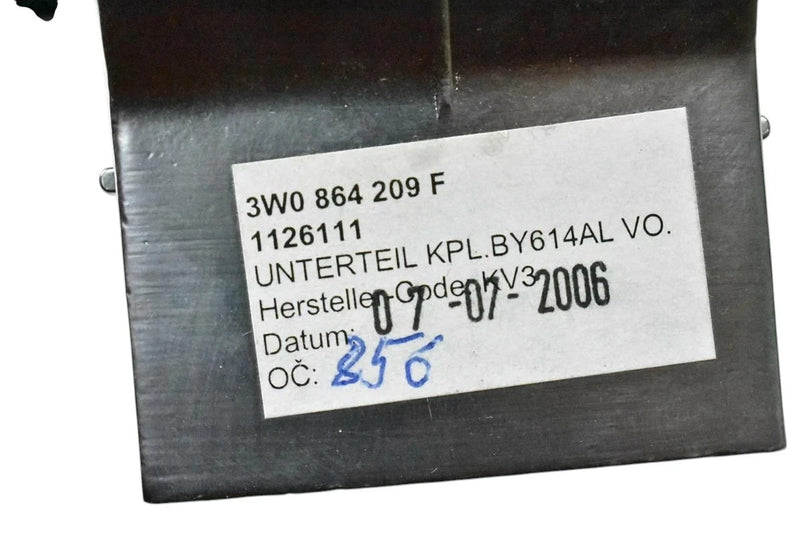 3W0 864 209 F
1126111
UNTERTEIL KPL.BY614AL VO.
Hersteller-Code: KV3
Datum: 07-07-2006
OČ: 856